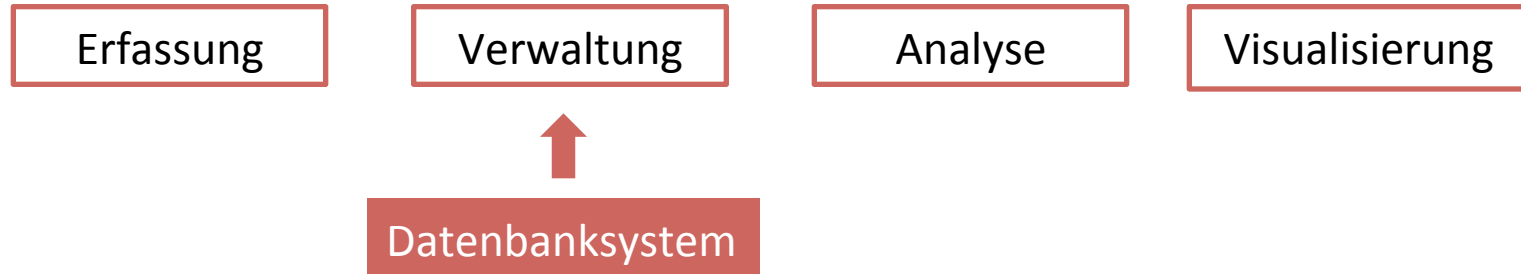 Erfassung
Verwaltung
Analyse
Visualisierung
Datenbanksystem